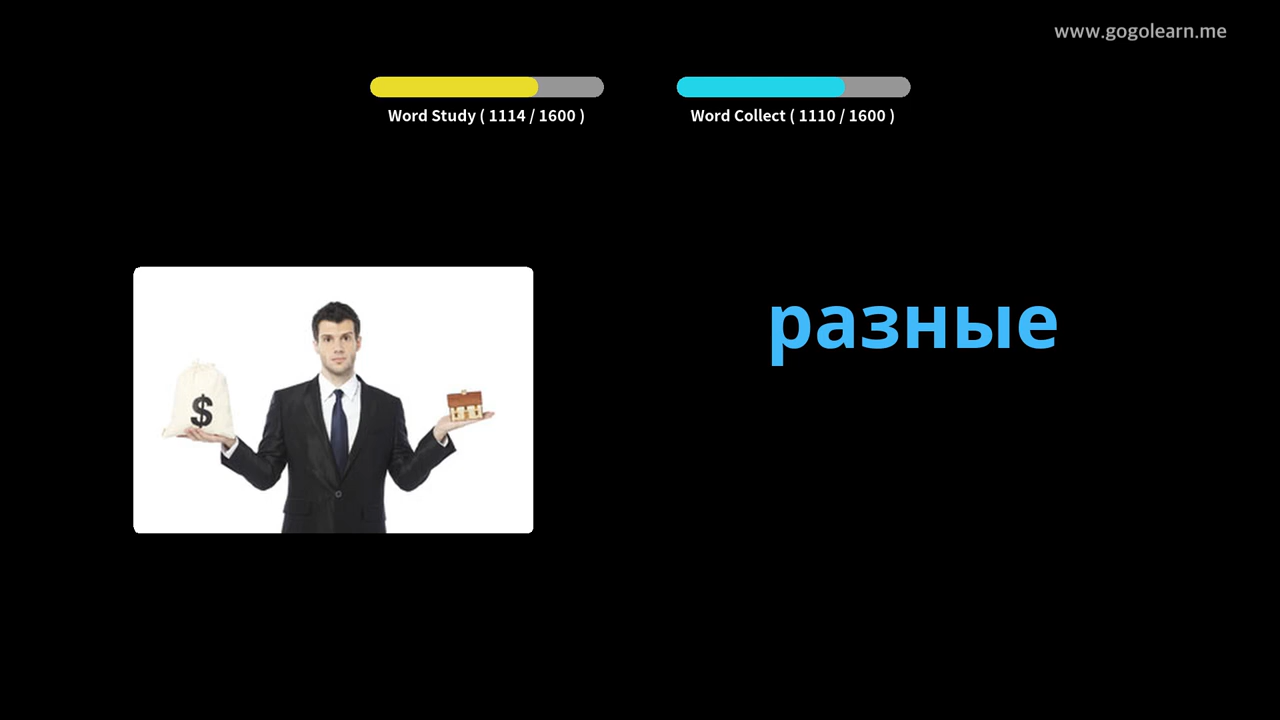 www.gogolearn.me
Word Study ( 1114 / 1600 )
Word Collect ( 1110 / 1600 )
разные
$